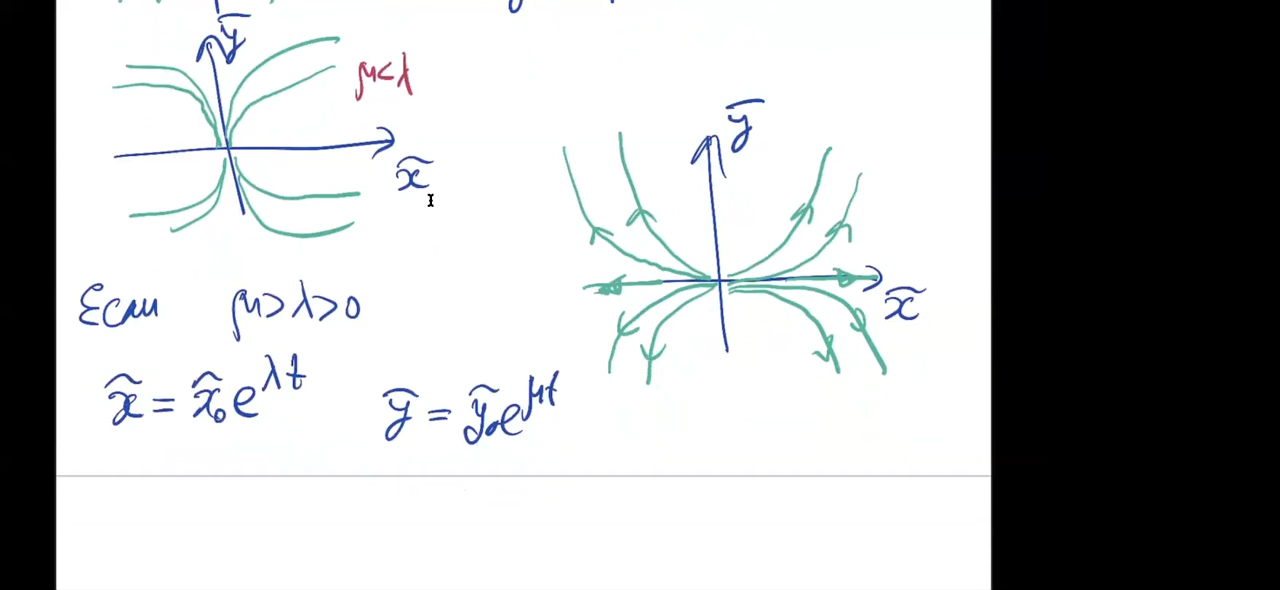 ỹ
μ<λ
x̃
ỹ
x̃
Если μ>λ>0
x̃ = x̃₀e^{λt} ỹ = ỹ₀e^{μt}